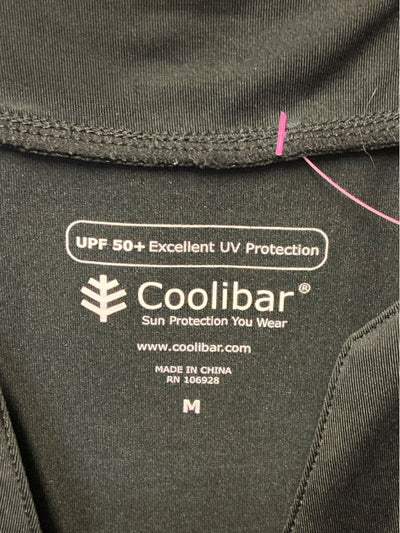 UPF 50+ Excellent UV Protection
Coolibar®
Sun Protection You Wear
www.coolibar.com
MADE IN CHINA
RN 106928
M